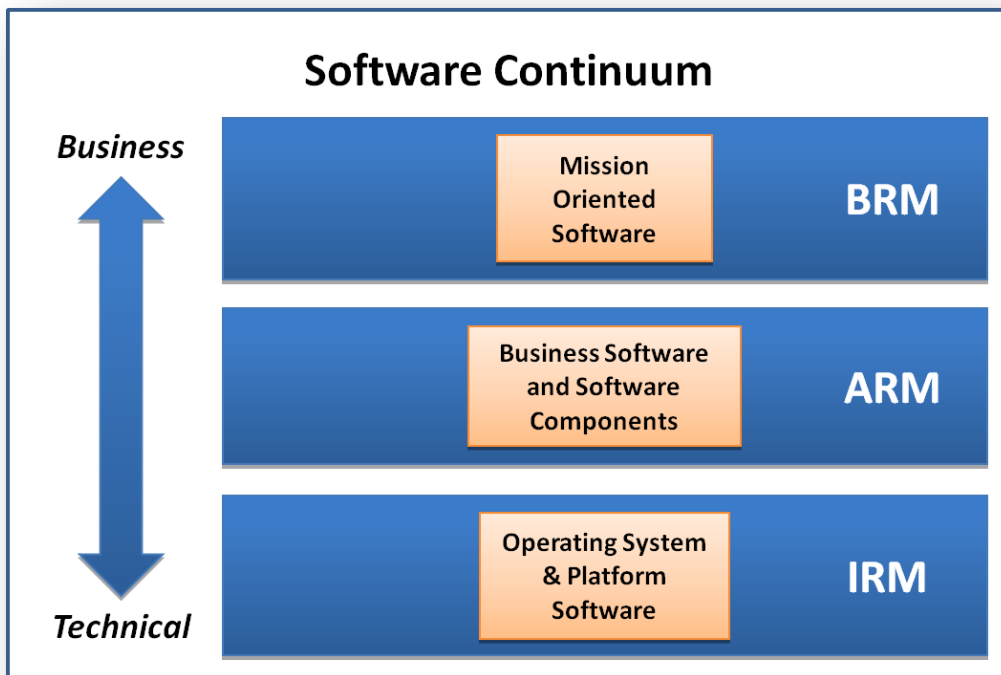 Software Continuum
Business
Mission
Oriented
Software
BRM
Business Software
and Software
Components
ARM
Operating System
& Platform
Software
IRM
Technical